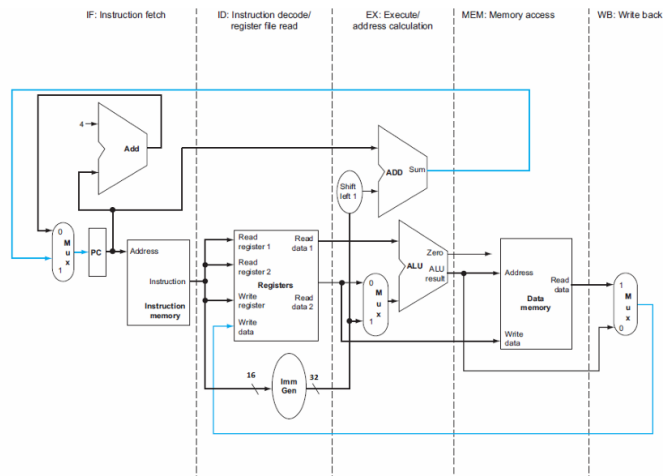 IF: Instruction fetch
ID: Instruction decode/
register file read
EX: Execute/
address calculation
MEM: Memory access
WB: Write back
4
Add
ADD
Sum
Shift
left 1
0
M
u
x
1
PC
Address
Instruction
Instruction
memory
Read
register 1
Read
register 2
Write
register
Write
data
Registers
Read
data 1
Read
data 2
0
M
u
x
1
Zero
ALU
ALU
result
Address
Read
data
Data
memory
Write
data
1
M
u
x
0
16
Imm
Gen
32